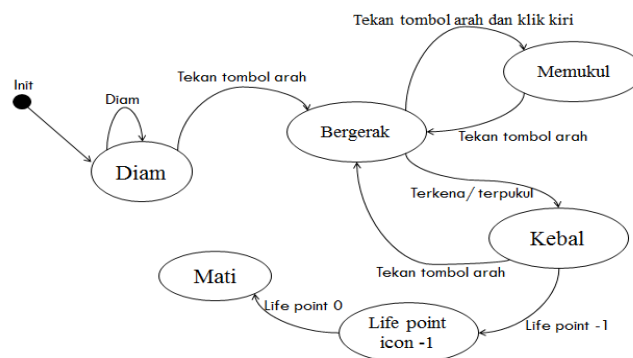 Tekan tombol arah dan klik kiri
Memukul
Tekan tombol arah
Init
Diam
Bergerak
Tekan tombol arah
Diam
Terkena/ terpukul
Kebal
Tekan tombol arah
Mati
Life point 0
Life point
icon -1
Life point -1